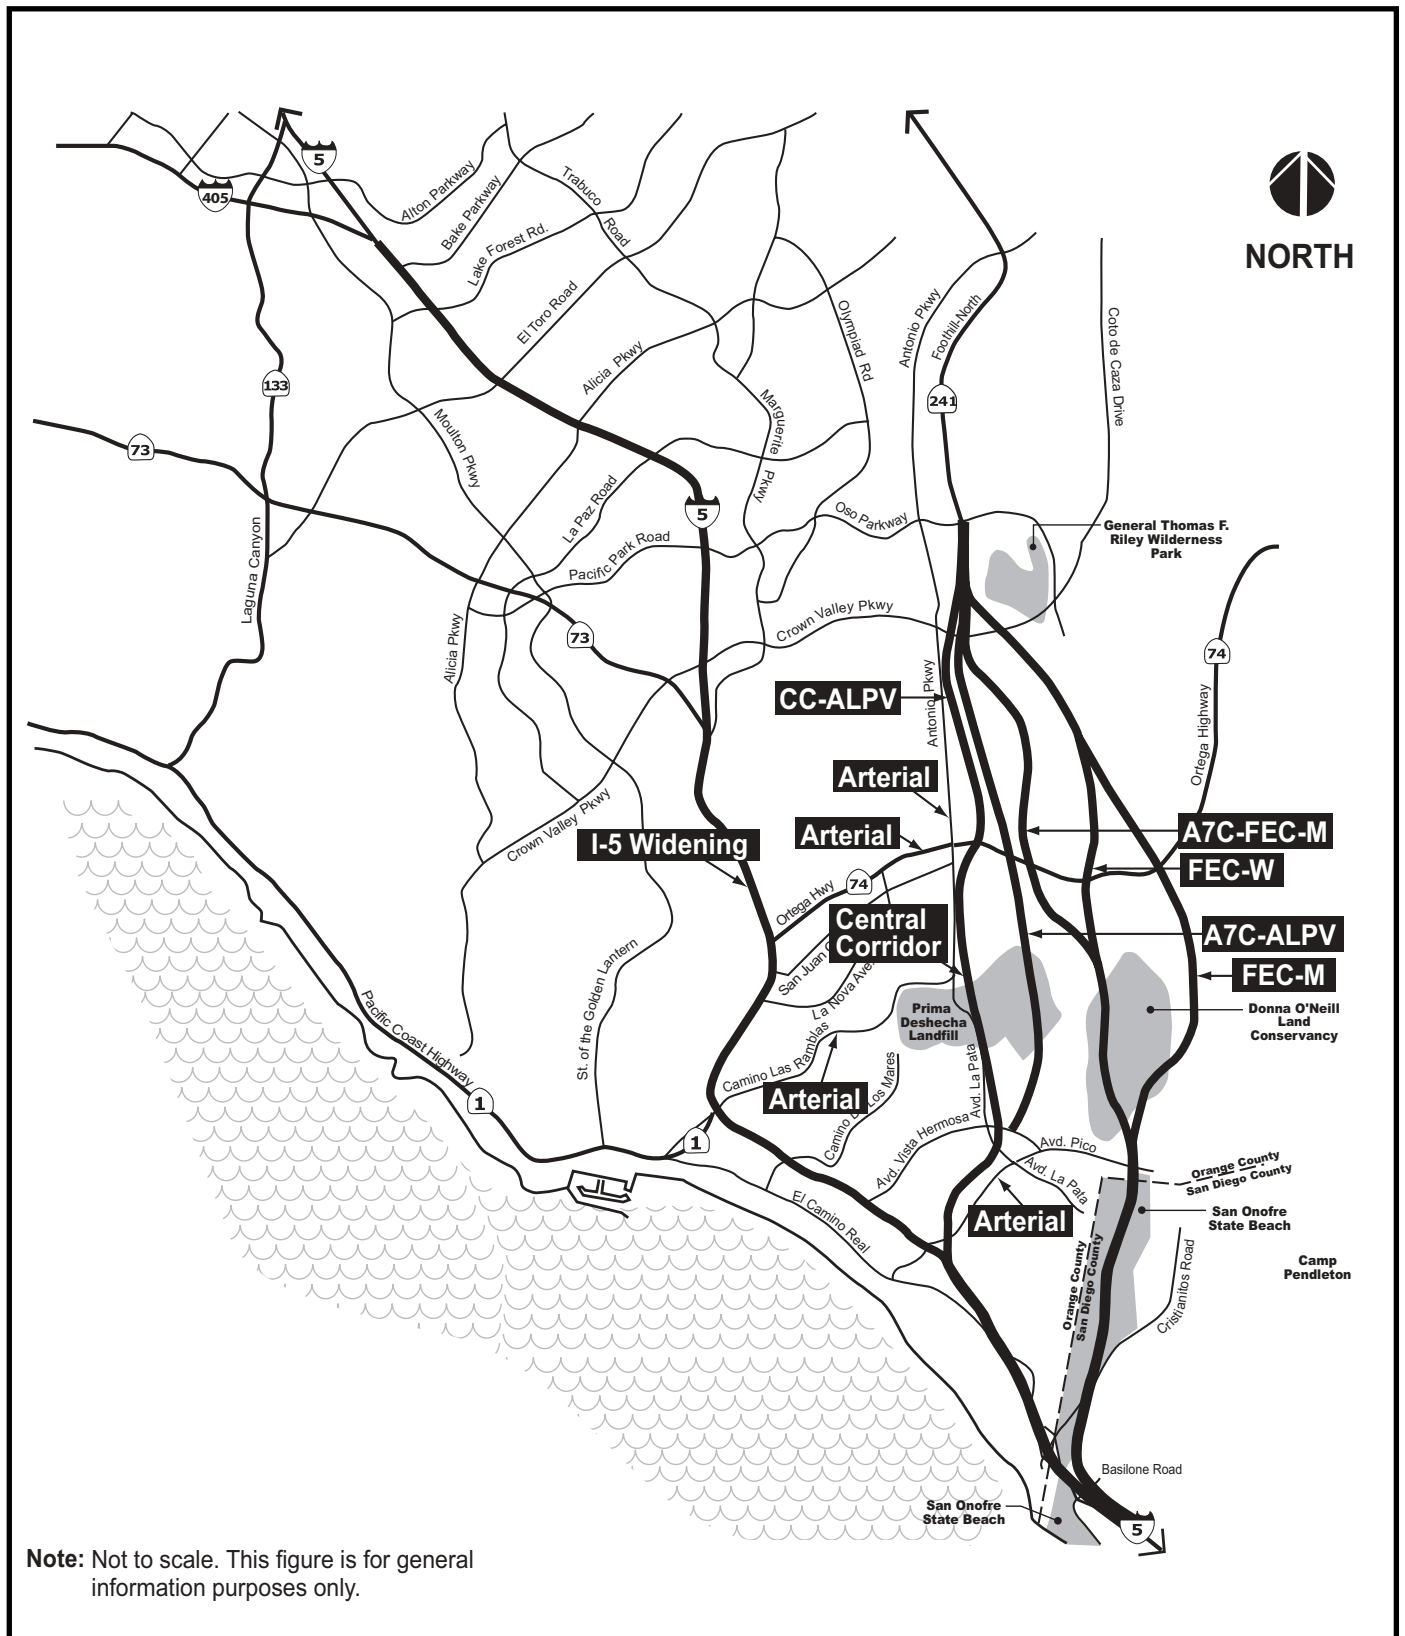 5
405
Alton Parkway
Bake Parkway
Lake Forest Rd.
Trabuco
Road
El Toro Road
Alicia Pkwy
Olympiad Rd
Antonio Pkwy
Foothill-North
Coto de Caza Drive
NORTH
133
73
Moulton Pkwy
Marguerite
Pkwy
241
La Paz Road
5
Oso Parkway
Pacific Park Road
General Thomas F.
Riley Wilderness
Park
Laguna Canyon
Alicia Pkwy
73
Crown Valley Pkwy
74
Antonio Pkwy
CC-ALPV
Ortega Highway
Arterial
Arterial
Crown Valley Pkwy
I-5 Widening
A7C-FEC-M
FEC-W
74
Ortega Hwy
Central
Corridor
A7C-ALPV
FEC-M
San Juan
La Nova Ave.
St. of the Golden Lantern
Prima
Deshecha
Landfill
Donna O'Neill
Land
Conservancy
Pacific Coast Highway
Camino Las Ramblas
Arterial
Camino
Los Mares
Avd. La Pata
1
1
Avd. Vista Hermosa
Avd. Pico
Avd. La Pata
Orange County
San Diego County
El Camino Real
Arterial
San Onofre
State Beach
Orange County
San Diego County
Cristianitos Road
Camp
Pendleton
Basilone Road
San Onofre
State Beach
5
Note: Not to scale. This figure is for general
information purposes only.